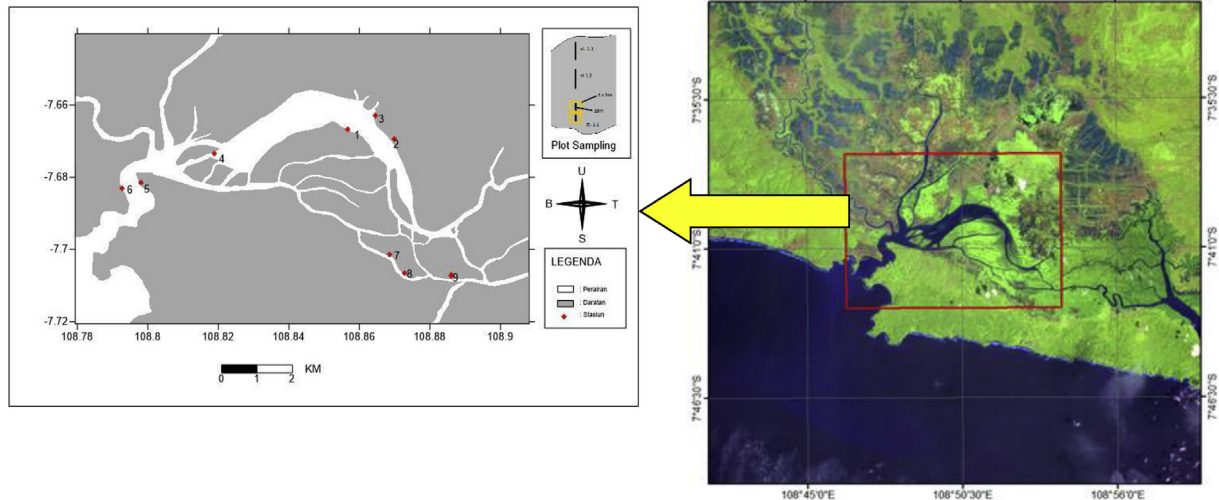 -7.66
-7.68
-7.7
-7.72
108.78
108.8
108.82
108.84
108.86
108.88
108.9
1
2
3
4
5
6
7
8
9
0 1 2 KM
st. 1.1
Plot Sampling
U
B T
S
LEGENDA
: Perairan
: Daratan
: Stasiun
7°35'30"S
7°41'0"S
7°46'30"S
7°35'30"S
7°41'0"S
7°46'30"S
108°45'0"E
108°50'30"E
108°56'0"E